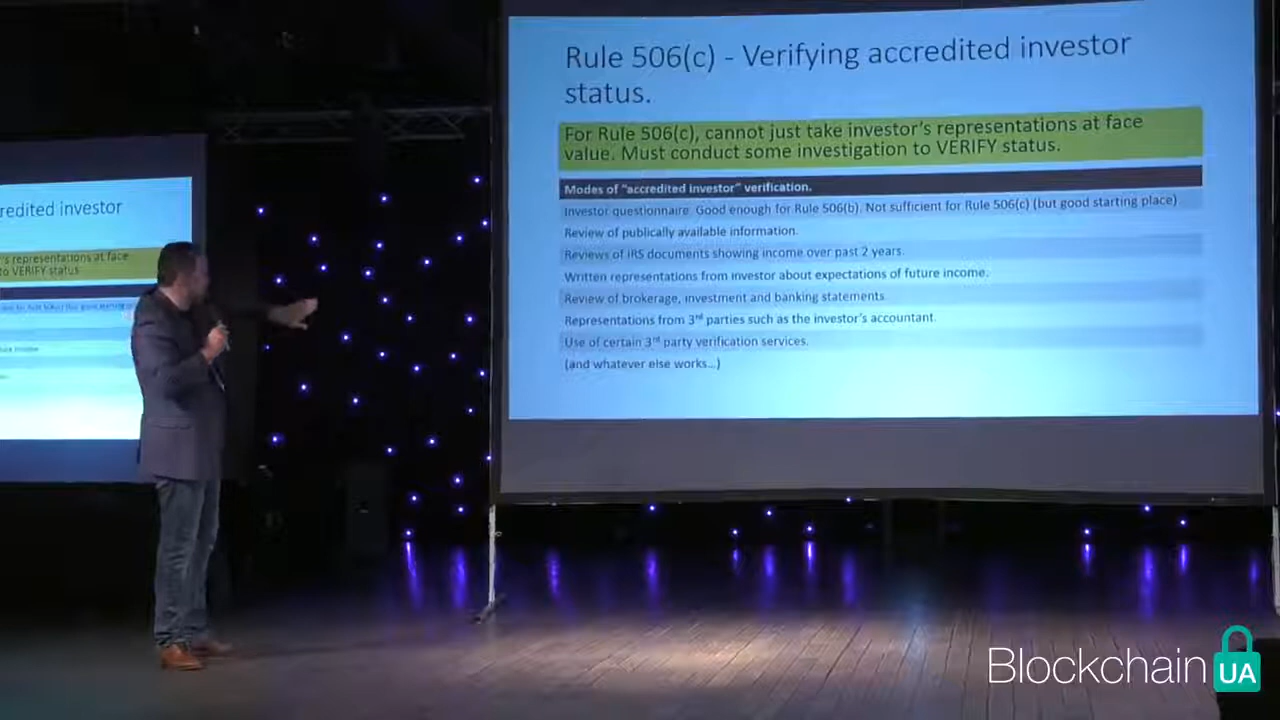 Rule 506(c) - Verifying accredited investor
status.
For Rule 506(c), cannot just take investor's representations at face
value. Must conduct some investigation to VERIFY status.
Modes of "accredited investor" verification.
Investor questionnaire. Good enough for Rule 506(b). Not sufficient for Rule 506(c) (but good starting place)
Review of publically available information.
Reviews of IRS documents showing income over past 2 years.
Written representations from investor about expectations of future income.
Review of brokerage, investment and banking statements
Representations from 3rd parties such as the investor's accountant.
Use of certain 3rd party verification services.
(and whatever else works...)
redited investor
's representations at face
to VERIFY status
Blockchain UA